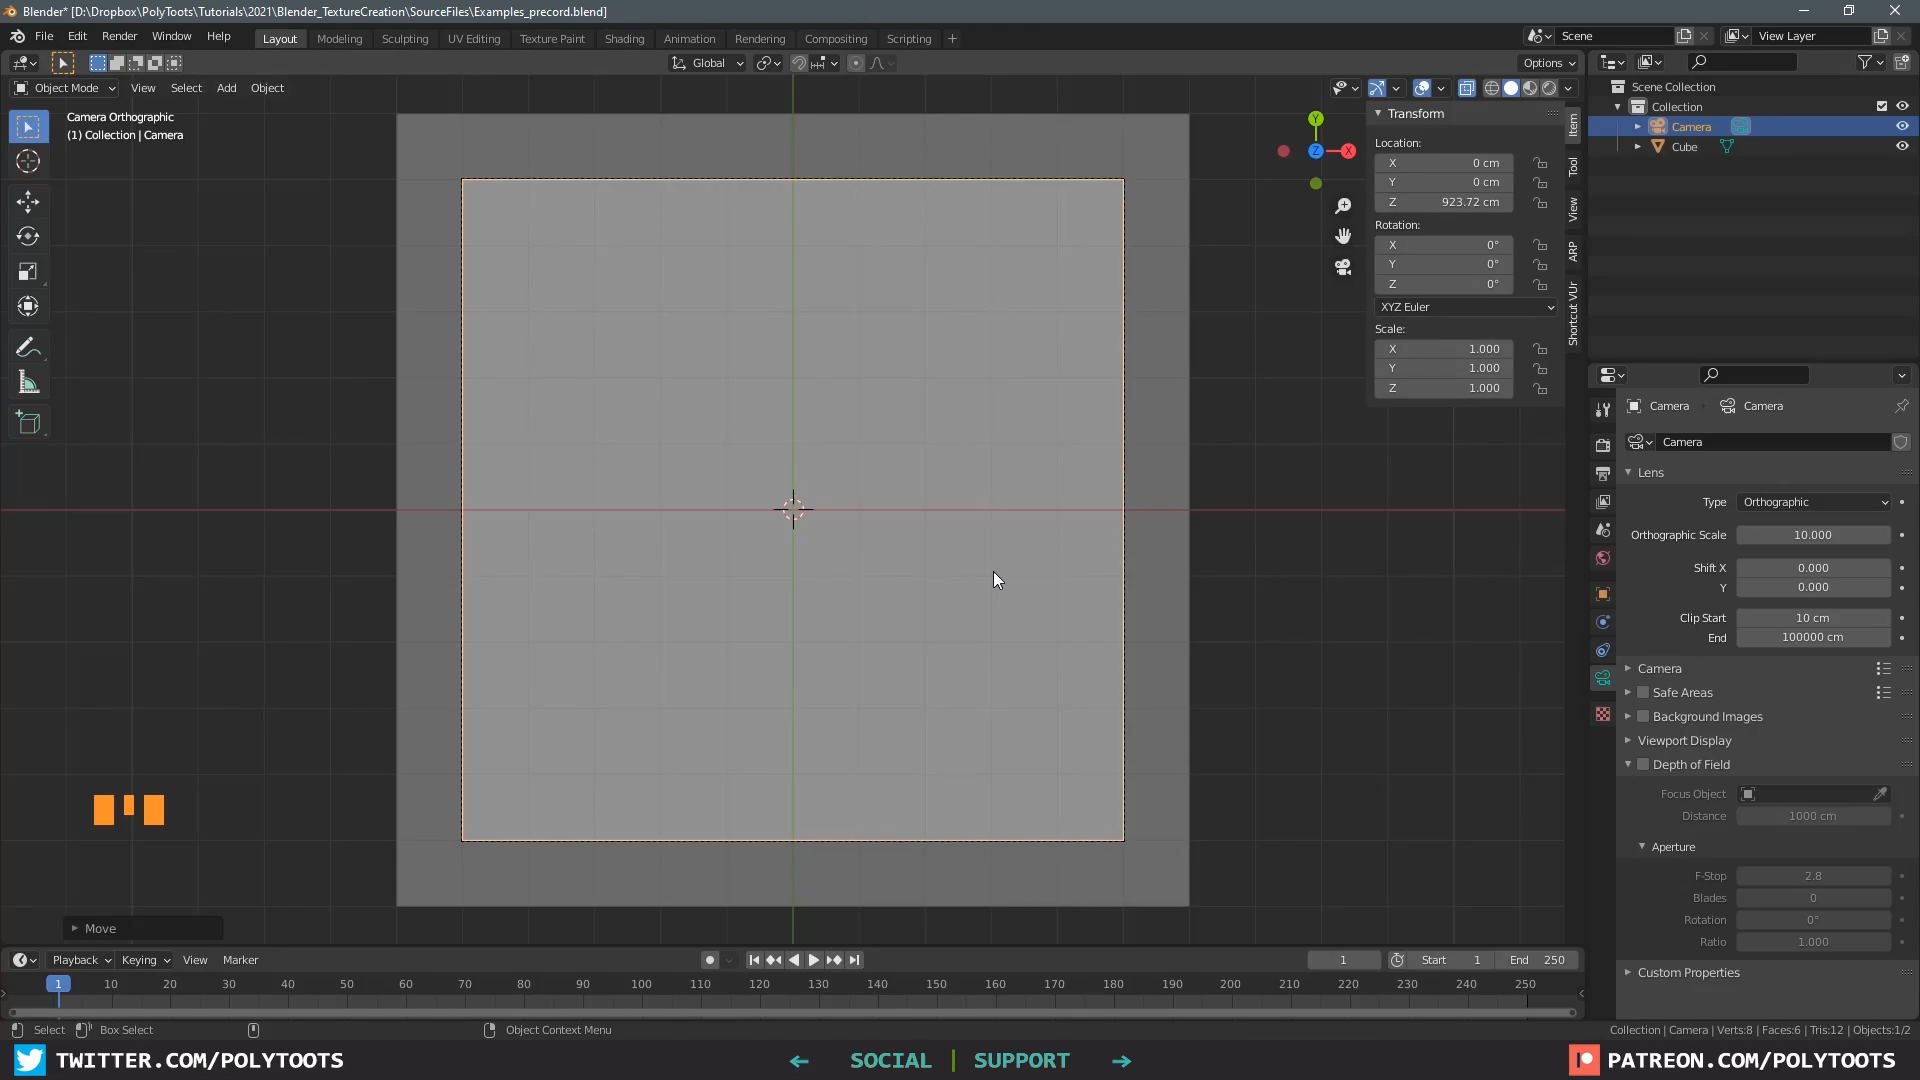 Blender* [D:\Dropbox\PolyToots\Tutorials\2021\Blender_TextureCreation\SourceFiles\Examples_precord.blend]
File Edit Render Window Help Layout Modeling Sculpting UV Editing Texture Paint Shading Animation Rendering Compositing Scripting + Scene View Layer
Global Options
Object Mode View Select Add Object
Camera Orthographic
(1) Collection | Camera
Y
Z
X
Transform
Location:
X 0 cm
Y 0 cm
Z 923.72 cm
Rotation:
X 0°
Y 0°
Z 0°
XYZ Euler
Scale:
X 1.000
Y 1.000
Z 1.000
Item
Tool
View
ARP
Shortcut VUr
Scene Collection
Collection
Camera
Cube
Camera Camera
Camera
Lens
Type Orthographic
Orthographic Scale 10.000
Shift X 0.000
Y 0.000
Clip Start 10 cm
End 100000 cm
Camera
Safe Areas
Background Images
Viewport Display
Depth of Field
Focus Object
Distance 1000 cm
Aperture
F-Stop 2.8
Blades 0
Rotation 0°
Ratio 1.000
Custom Properties
Move
Playback Keying View Marker 1 Start 1 End 250
1 10 20 30 40 50 60 70 80 90 100 110 120 130 140 150 160 170 180 190 200 210 220 230 240 250
Select Box Select Object Context Menu Collection | Camera | Verts:8 | Faces:6 | Tris:12 | Objects:1/2
TWITTER.COM/POLYTOOTS ← SOCIAL | SUPPORT → PATREON.COM/POLYTOOTS